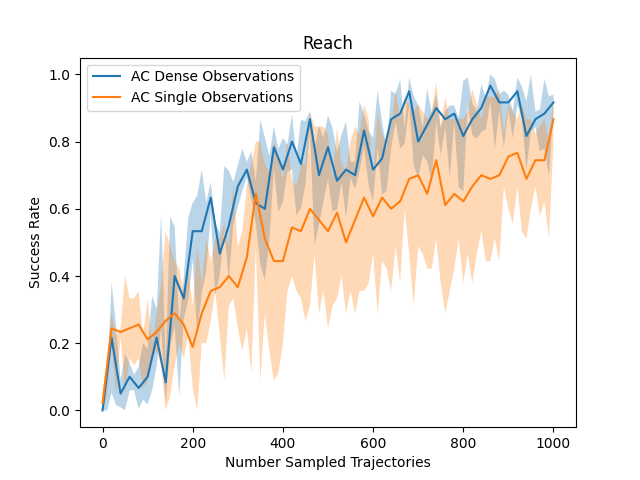 Reach
AC Dense Observations
AC Single Observations
Success Rate
1.0
0.8
0.6
0.4
0.2
0.0
0 200 400 600 800 1000
Number Sampled Trajectories